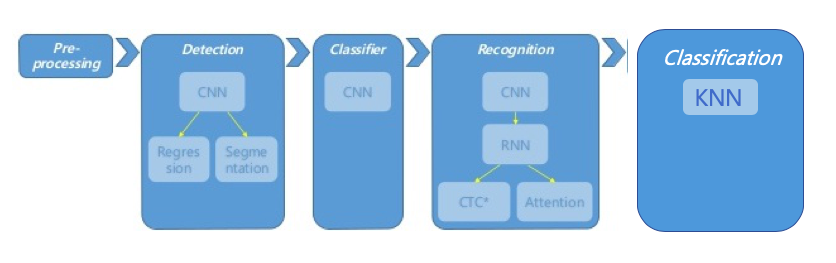 Pre-
processing
Detection
CNN
Regres
sion
Segme
ntation
Classifier
CNN
Recognition
CNN
RNN
CTC*
Attention
Classification
KNN